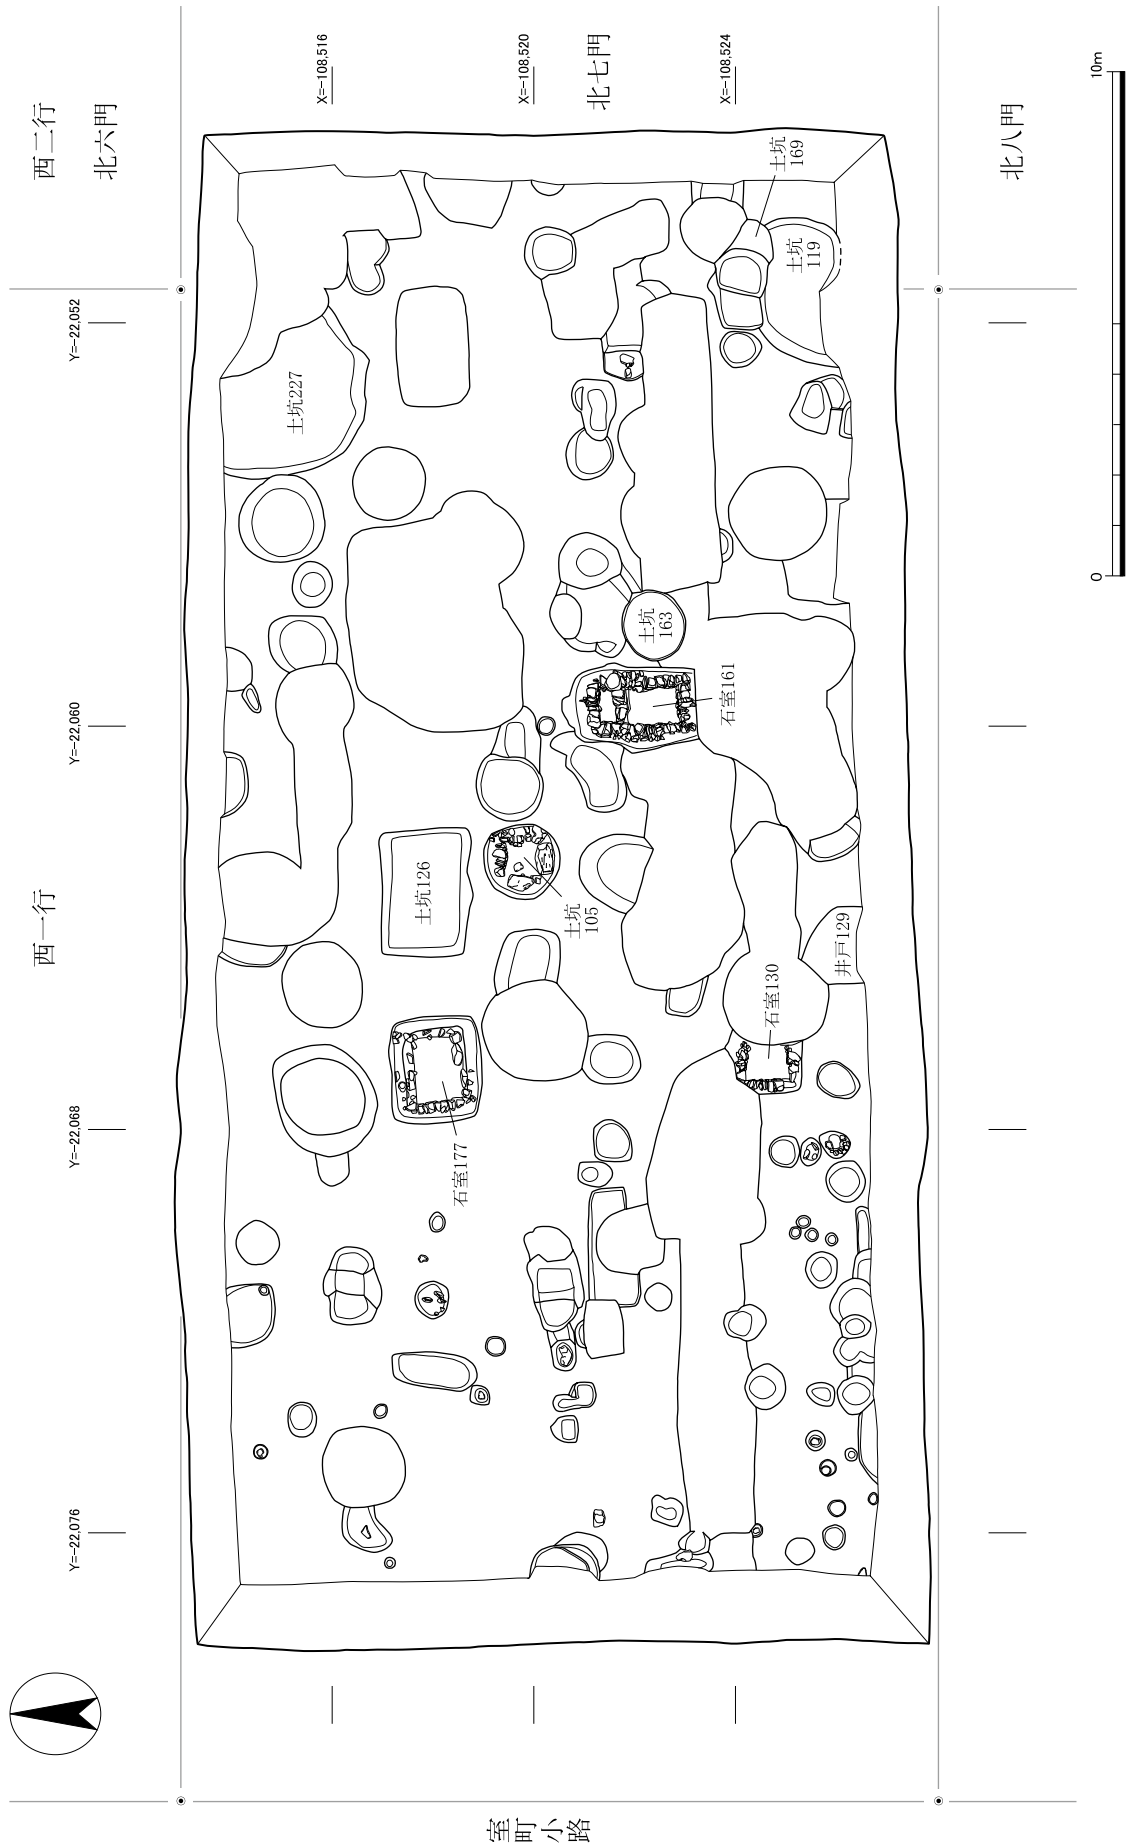 西二行
北六門
X=-108,516
X=-108,520
北七門
X=-108,524
北八門
10m
0
Y=-22,052
Y=-22,060
Y=-22,068
Y=-22,076
西一行
土坑227
土坑
169
土坑
119
土坑
163
石室161
土坑126
土坑
105
井戸129
石室130
石室177
室町小路